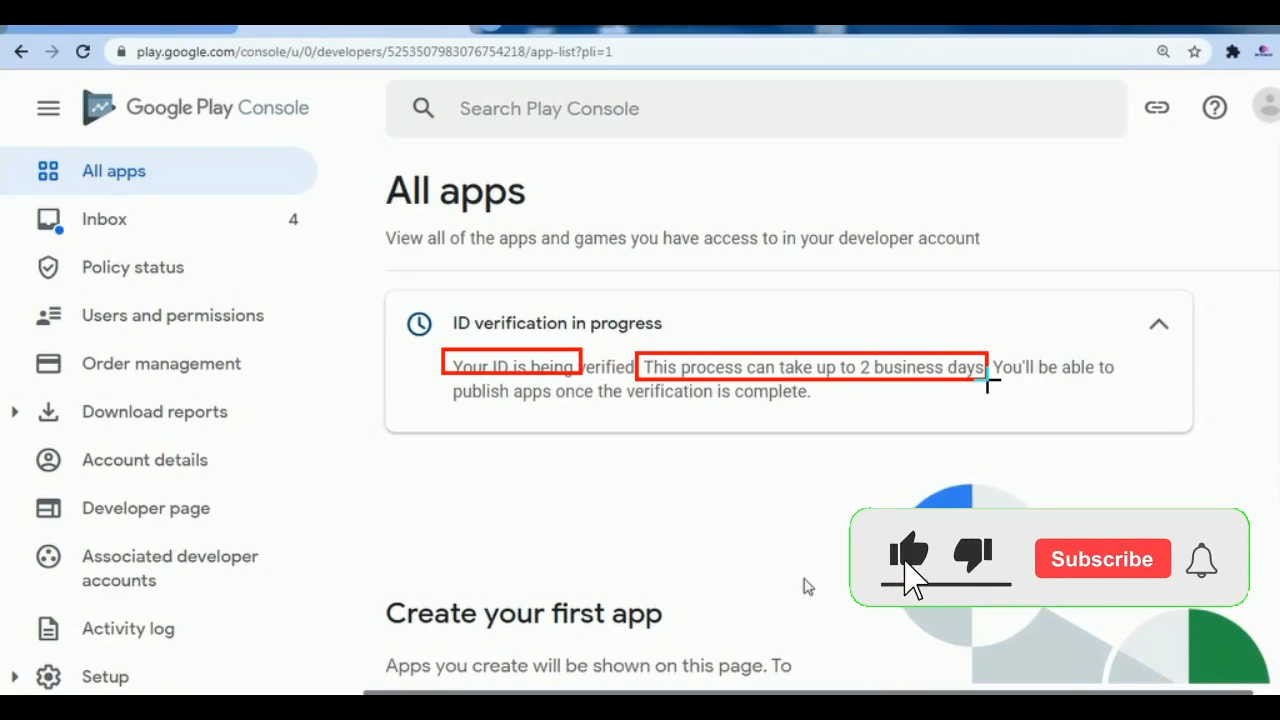 play.google.com/console/u/0/developers/5253507983076754218/app-list?pli=1
Google Play Console
Search Play Console
All apps
Inbox 4
Policy status
Users and permissions
Order management
Download reports
Account details
Developer page
Associated developer
accounts
Activity log
Setup
All apps
View all of the apps and games you have access to in your developer account
ID verification in progress
Your ID is being verified. This process can take up to 2 business days. You'll be able to
publish apps once the verification is complete.
Create your first app
Apps you create will be shown on this page. To
Subscribe